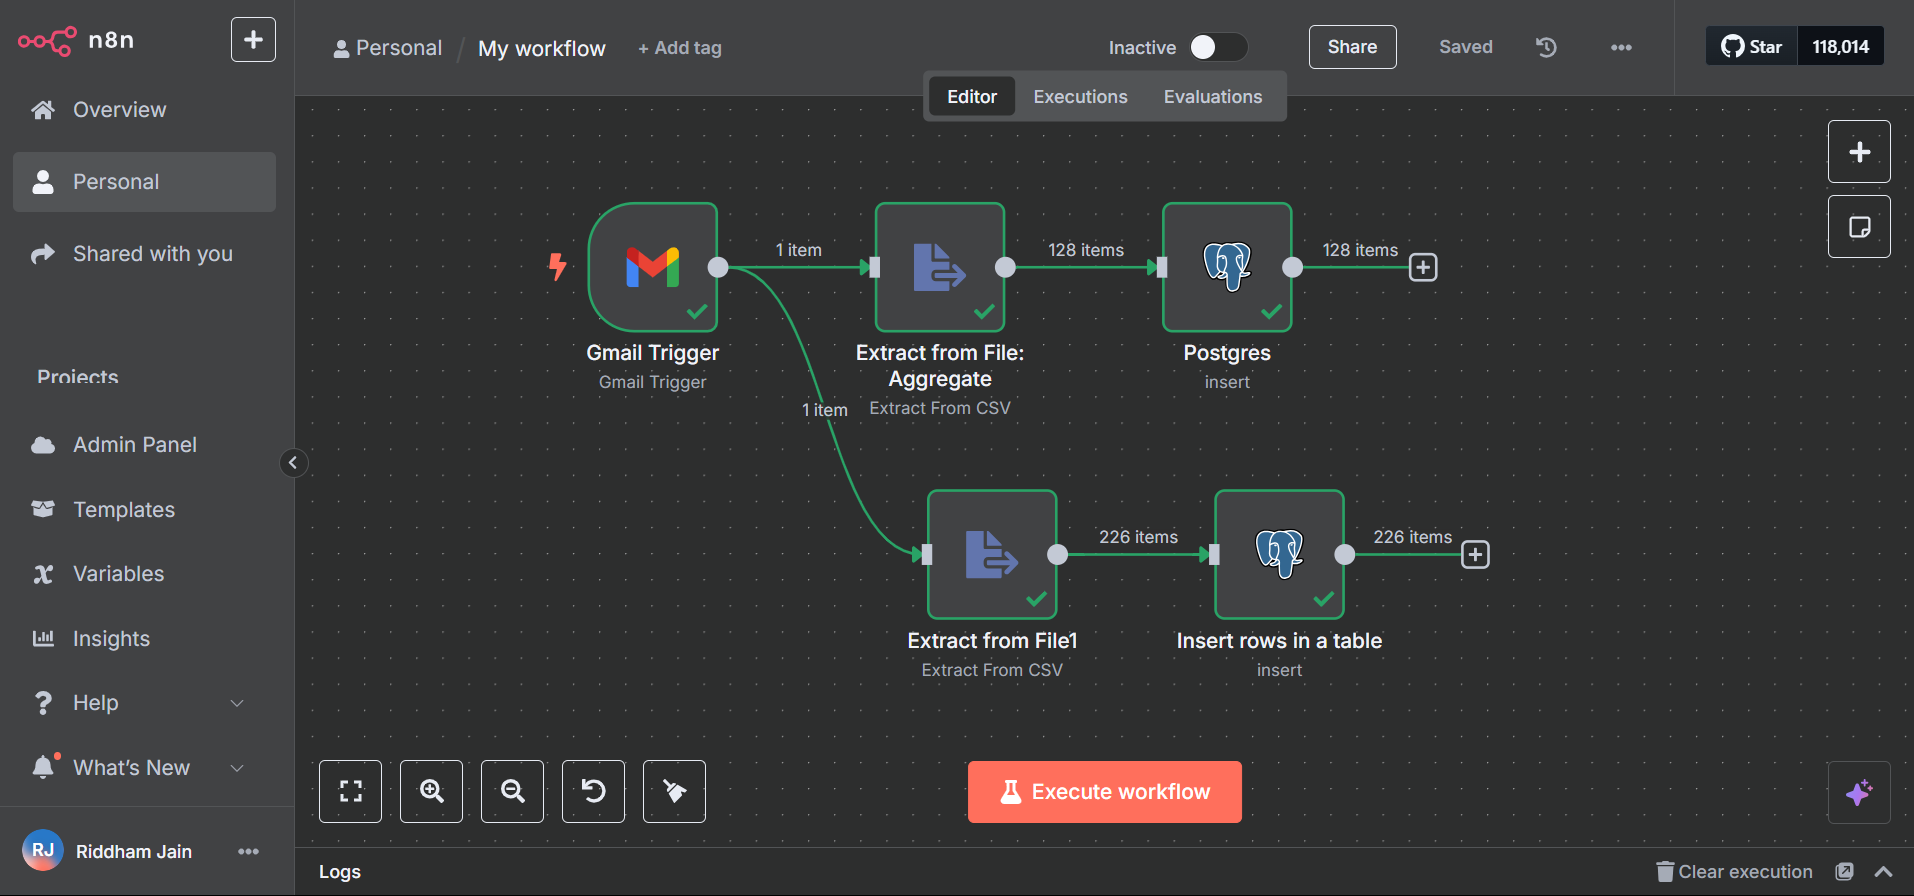 n8n
Personal / My workflow + Add tag
Inactive
Share
Saved
Star 118,014
Editor Executions Evaluations
Overview
Personal
Shared with you
Projects
Admin Panel
Templates
Variables
Insights
Help
What's New
RJ Riddham Jain
1 item
128 items
128 items
Gmail Trigger
Gmail Trigger
Extract from File:
Aggregate
Extract From CSV
Postgres
insert
1 item
226 items
226 items
Extract from File1
Extract From CSV
Insert rows in a table
insert
Execute workflow
Logs
Clear execution